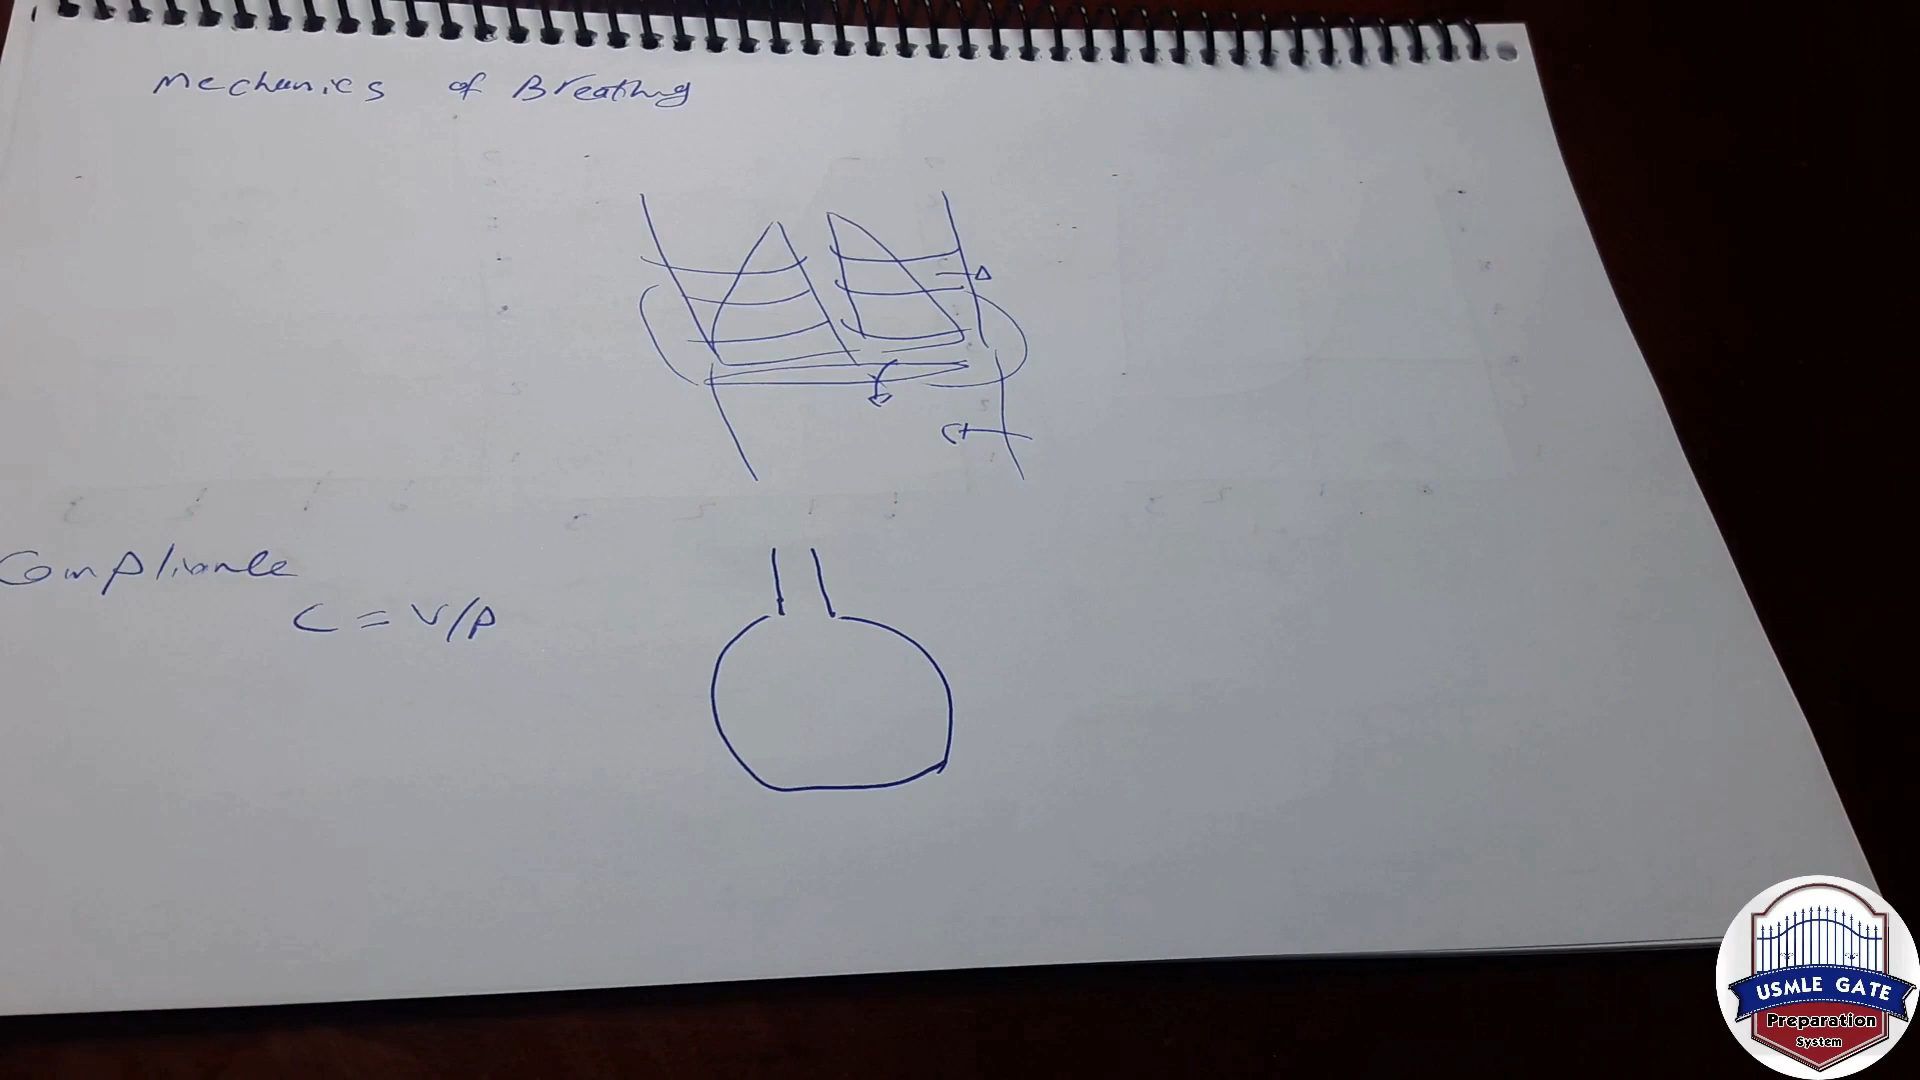 Mechanics of Breathing
Compliance
C = V/P
USMLE GATE
Preparation
System